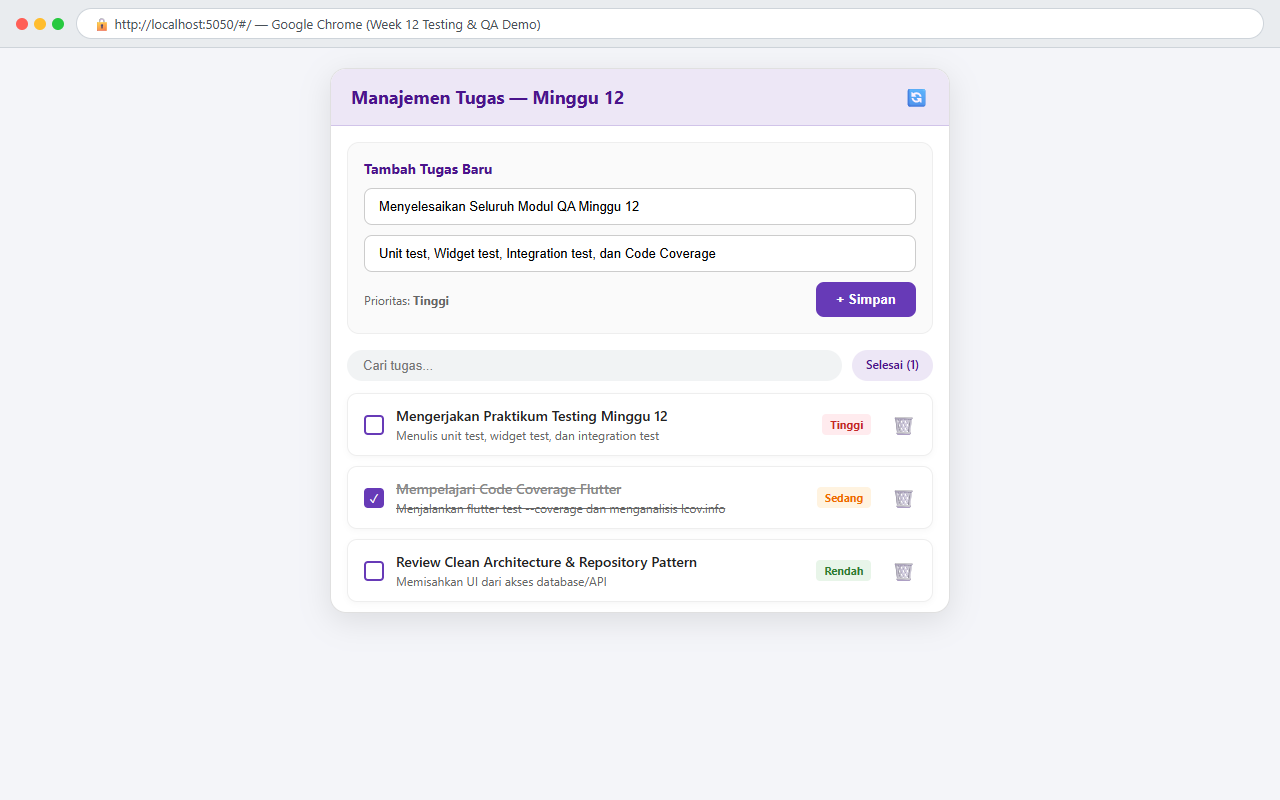 http://localhost:5050/#/ — Google Chrome (Week 12 Testing & QA Demo)
Manajemen Tugas — Minggu 12
Tambah Tugas Baru
Menyelesaikan Seluruh Modul QA Minggu 12
Unit test, Widget test, Integration test, dan Code Coverage
Prioritas: Tinggi
+ Simpan
Cari tugas...
Selesai (1)
Mengerjakan Praktikum Testing Minggu 12
Menulis unit test, widget test, dan integration test
Tinggi
Mempelajari Code Coverage Flutter
Menjalankan flutter test --coverage dan menganalisis lcov.info
Sedang
Review Clean Architecture & Repository Pattern
Memisahkan UI dari akses database/API
Rendah